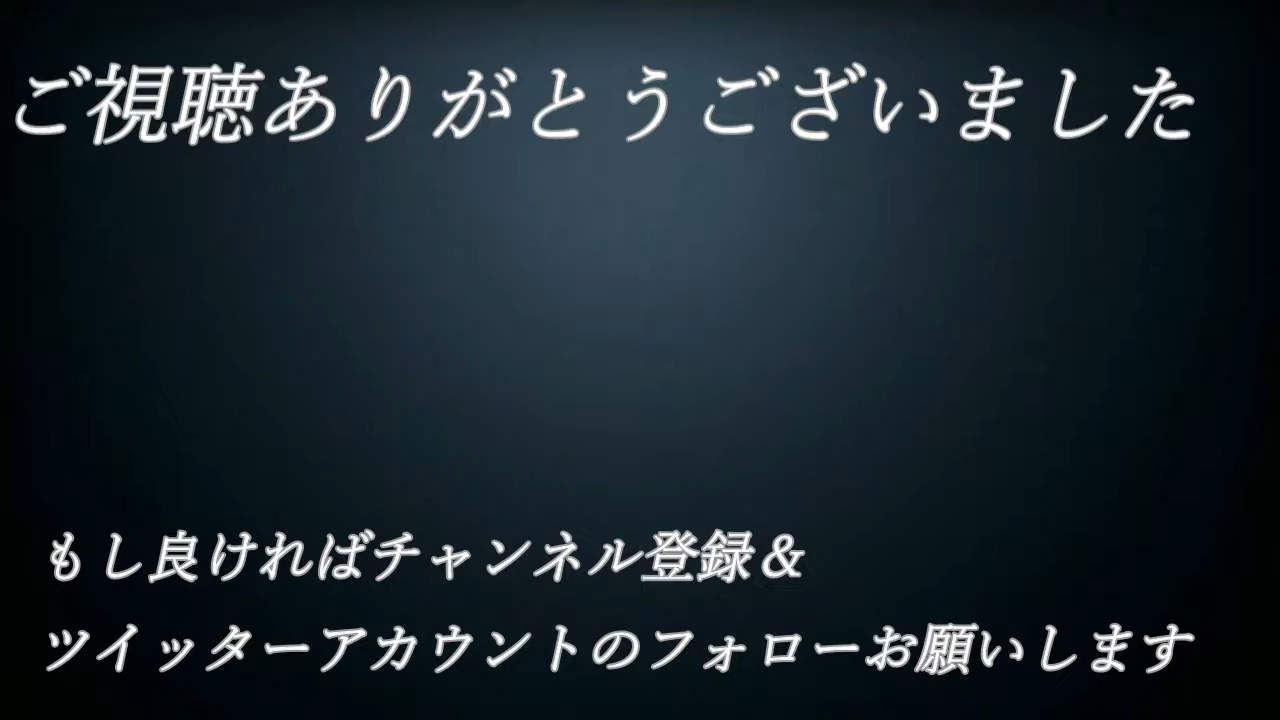 ご視聴ありがとうございました
もし良ければチャンネル登録＆
ツイッターアカウントのフォローお願いします